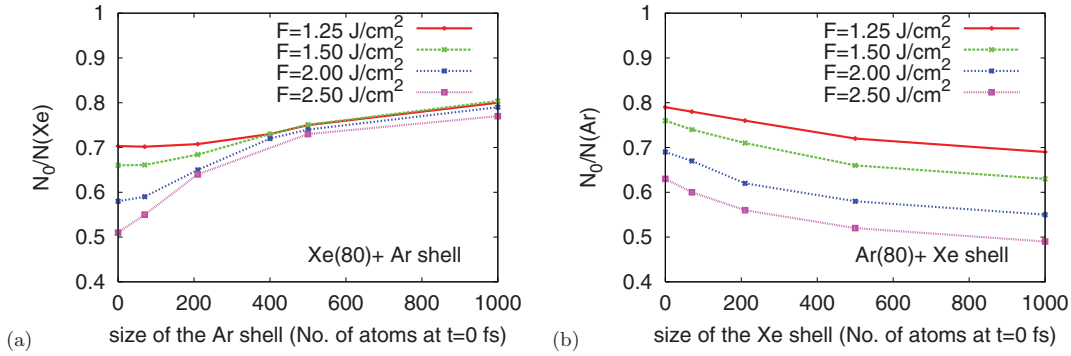 N₀/N(Xe)
1
0.9
0.8
0.7
0.6
0.5
0.4
F=1.25 J/cm²
F=1.50 J/cm²
F=2.00 J/cm²
F=2.50 J/cm²
Xe(80)+ Ar shell
0 200 400 600 800 1000
(a) size of the Ar shell (No. of atoms at t=0 fs)
N₀/N(Ar)
1
0.9
0.8
0.7
0.6
0.5
0.4
F=1.25 J/cm²
F=1.50 J/cm²
F=2.00 J/cm²
F=2.50 J/cm²
Ar(80)+ Xe shell
0 200 400 600 800 1000
(b) size of the Xe shell (No. of atoms at t=0 fs)